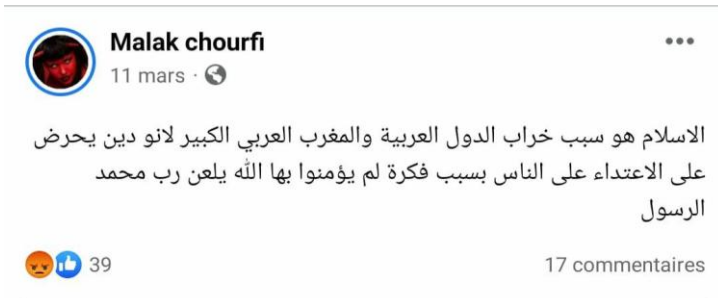 Malak chourfi
11 mars
الاسلام هو سبب خراب الدول العربية والمغرب العربي الكبير لانو دين يحرض
على الاعتداء على الناس بسبب فكرة لم يؤمنوا بها الله يلعن رب محمد
الرسول
39
17 commentaires